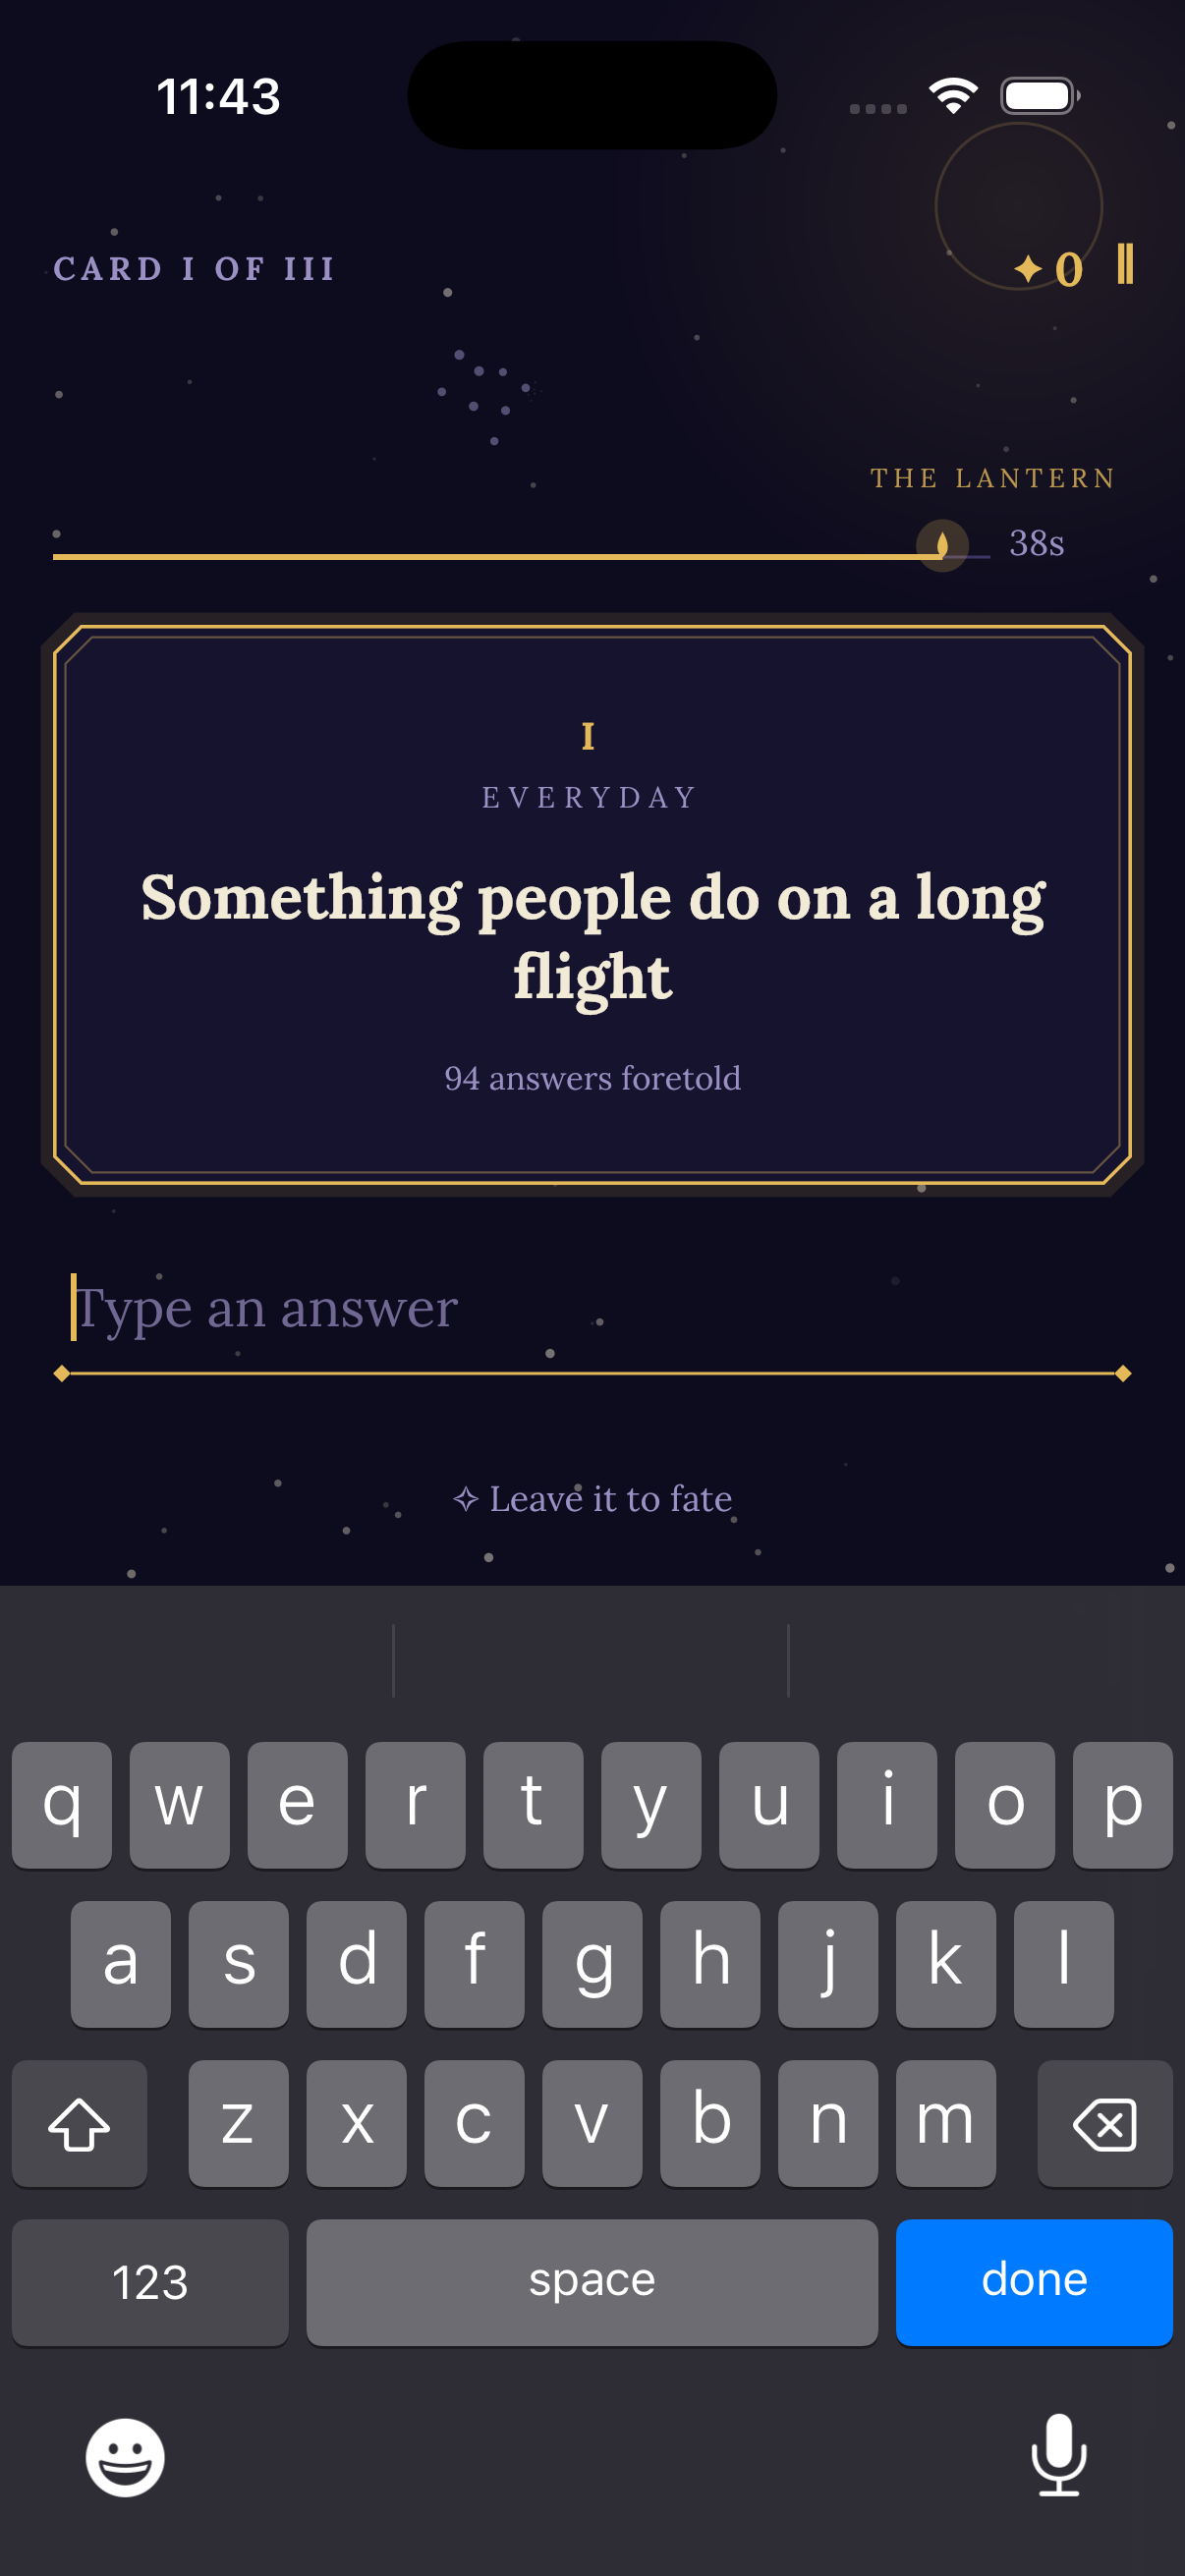 11:43
CARD I OF III
✦ 0
THE LANTERN
38s
I
EVERYDAY
Something people do on a long
flight
94 answers foretold
Type an answer
✧ Leave it to fate
q w e r t y u i o p
a s d f g h j k l
z x c v b n m
123 space done